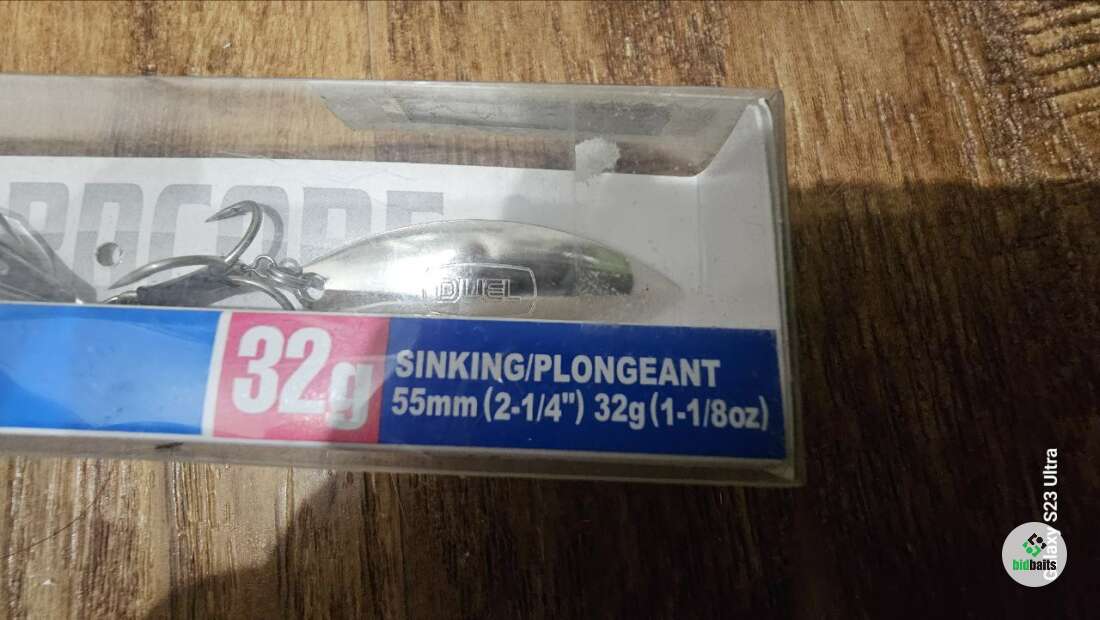 DUEL
32g
SINKING/PLONGEANT
55mm (2-1/4") 32g (1-1/8oz)
Galaxy S23 Ultra
bidbaits